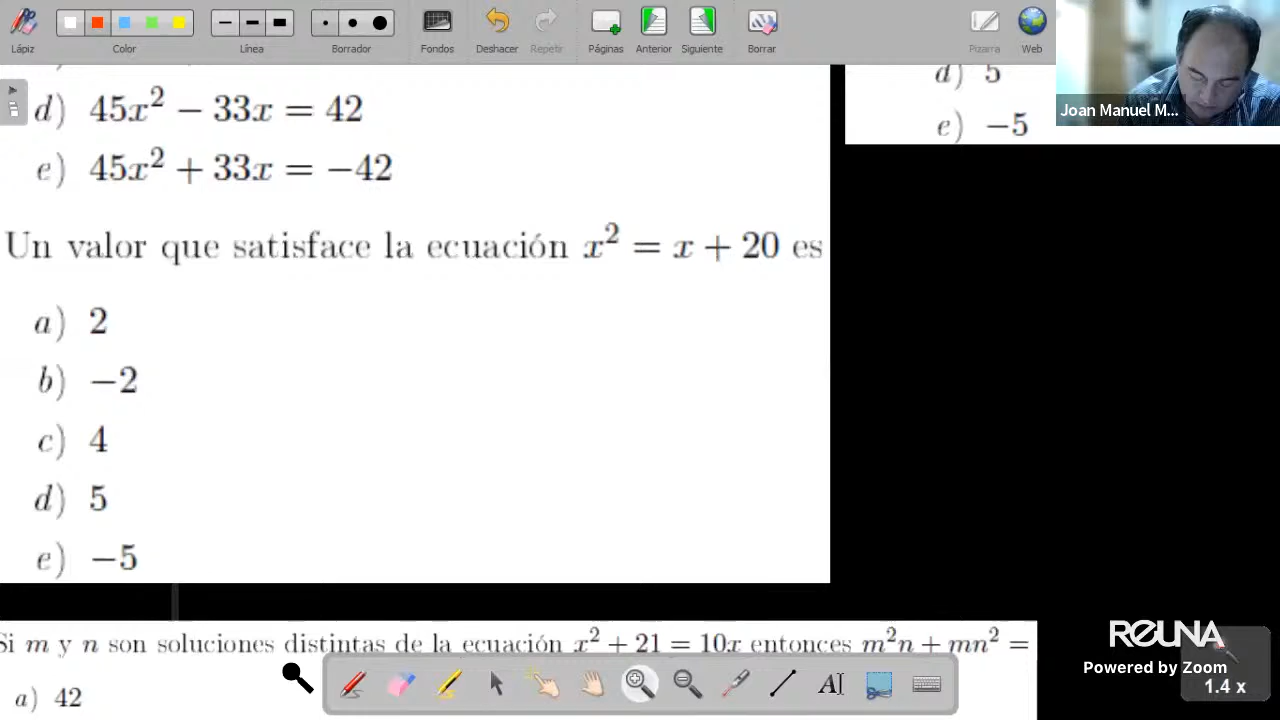 Lápiz Color Línea Borrador Fondos Deshacer Repetir Páginas Anterior Siguiente Borrar Pizarra Web
Joan Manuel M...
d) 45x² − 33x = 42
e) 45x² + 33x = −42
d) 5
e) −5
Un valor que satisface la ecuación x² = x + 20 es
a) 2
b) −2
c) 4
d) 5
e) −5
Si m y n son soluciones distintas de la ecuación x² + 21 = 10x entonces m²n + mn² =
a) 42
AI
REUNA
Powered by Zoom
1.4 x